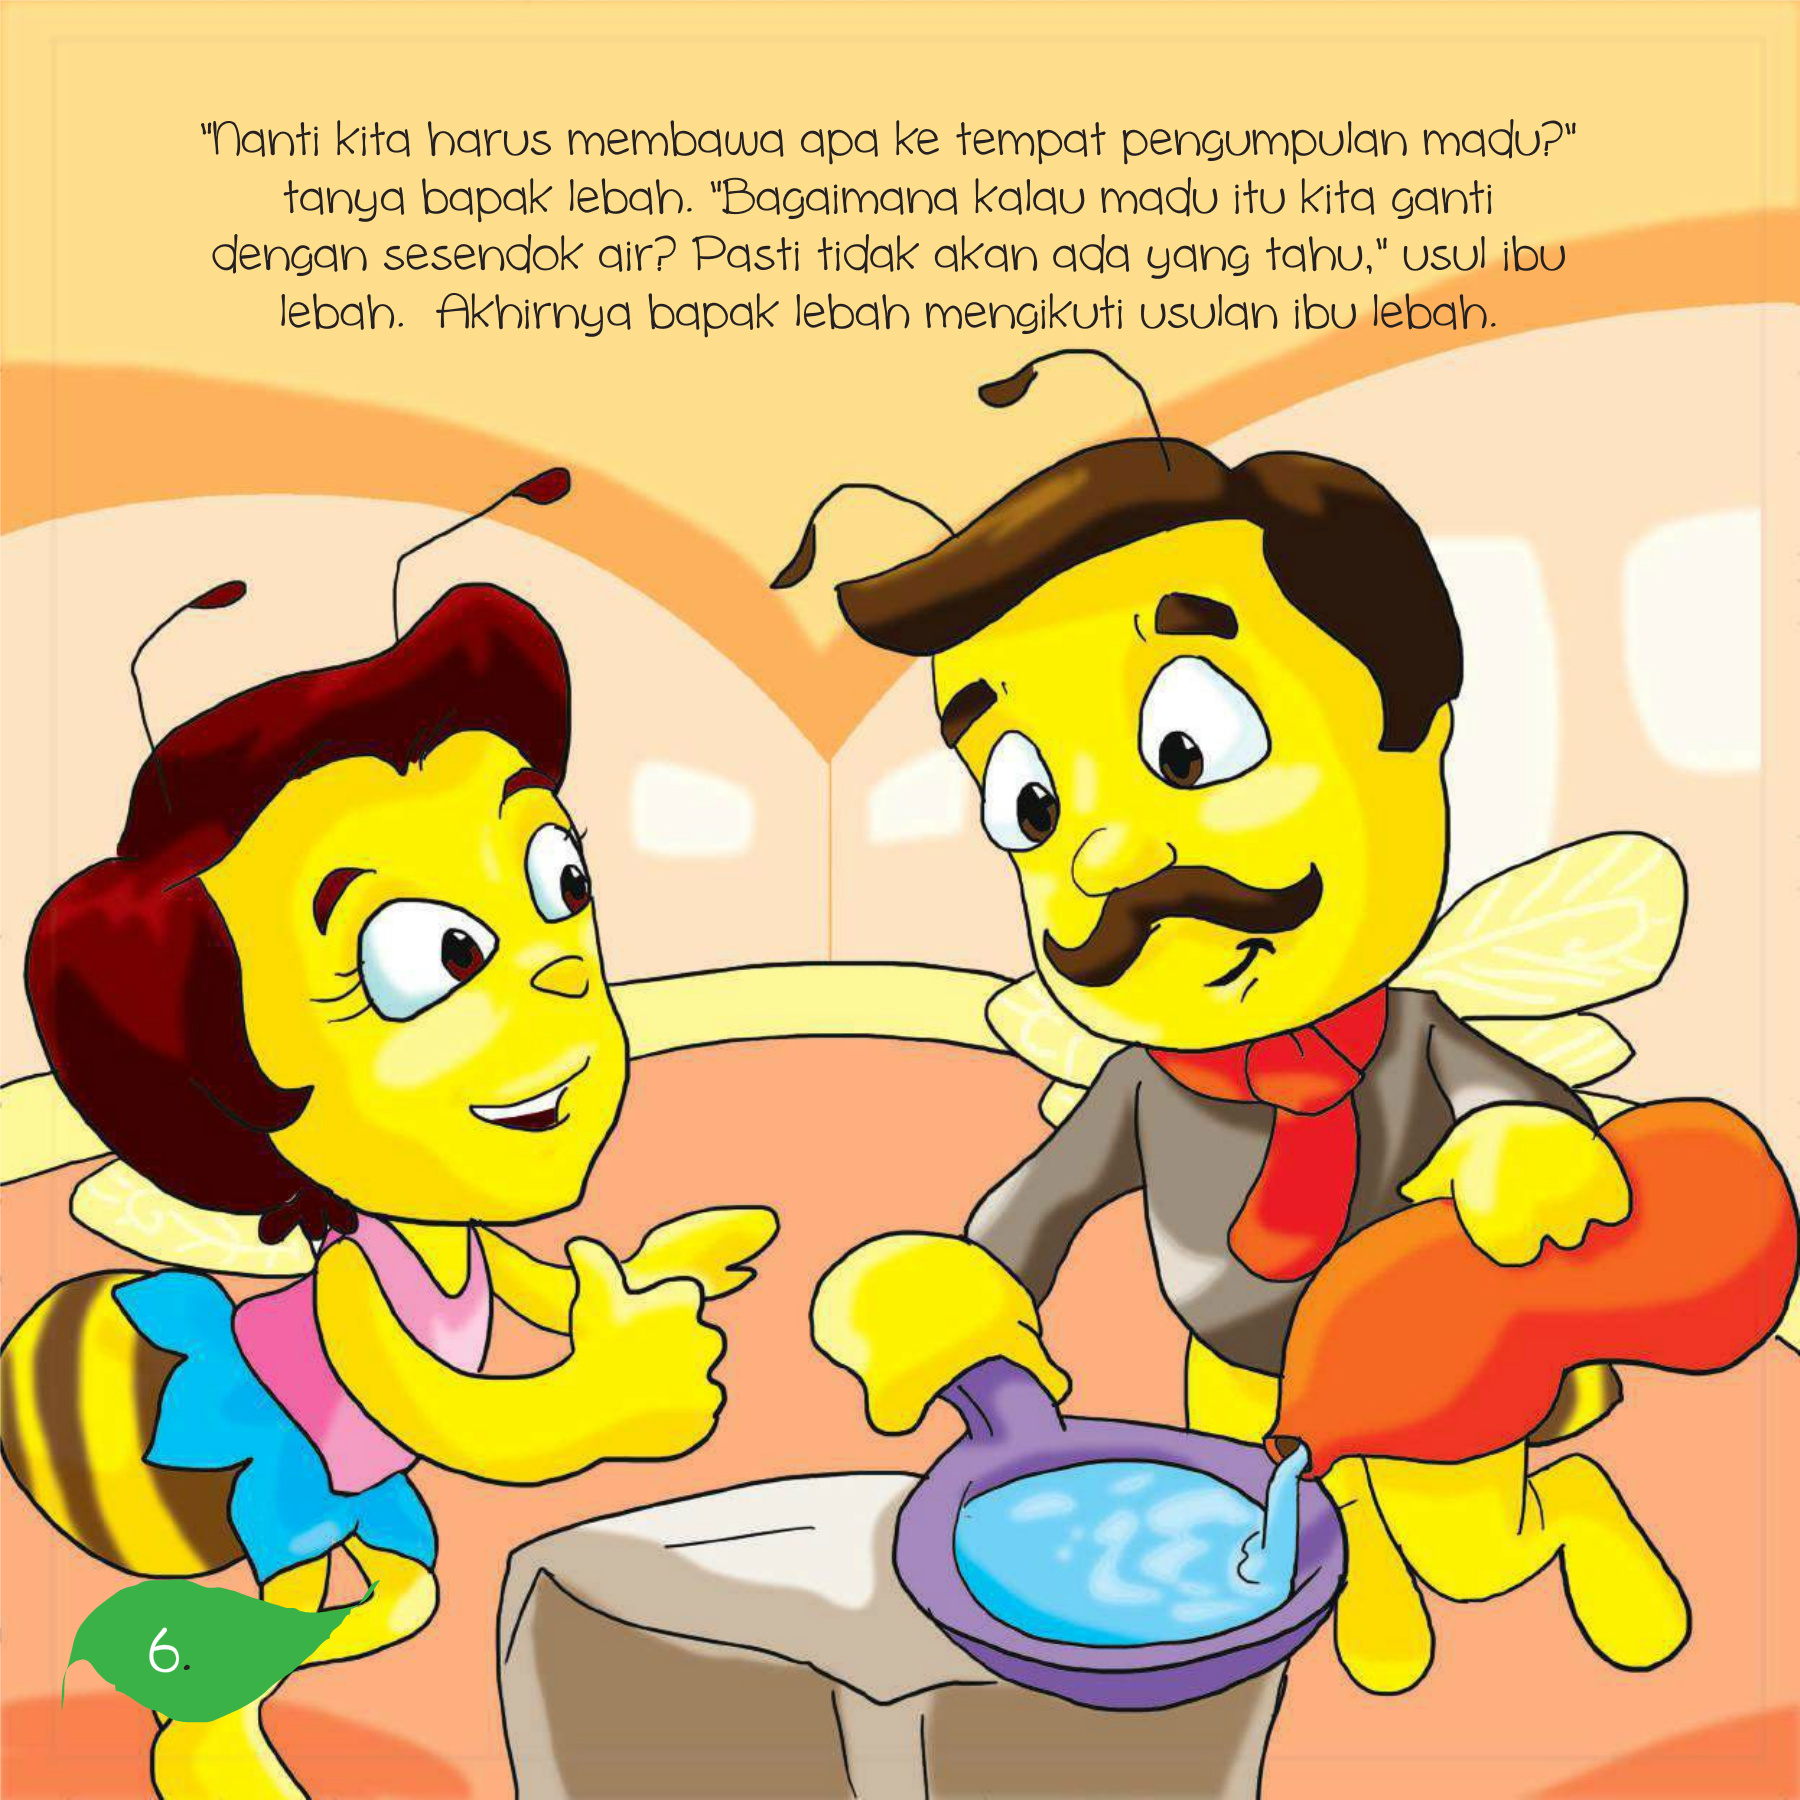 "Nanti kita harus membawa apa ke tempat pengumpulan madu?"
tanya bapak lebah. "Bagaimana kalau madu itu kita ganti
dengan sesendok air? Pasti tidak akan ada yang tahu," usul ibu
lebah. Akhirnya bapak lebah mengikuti usulan ibu lebah.
6.